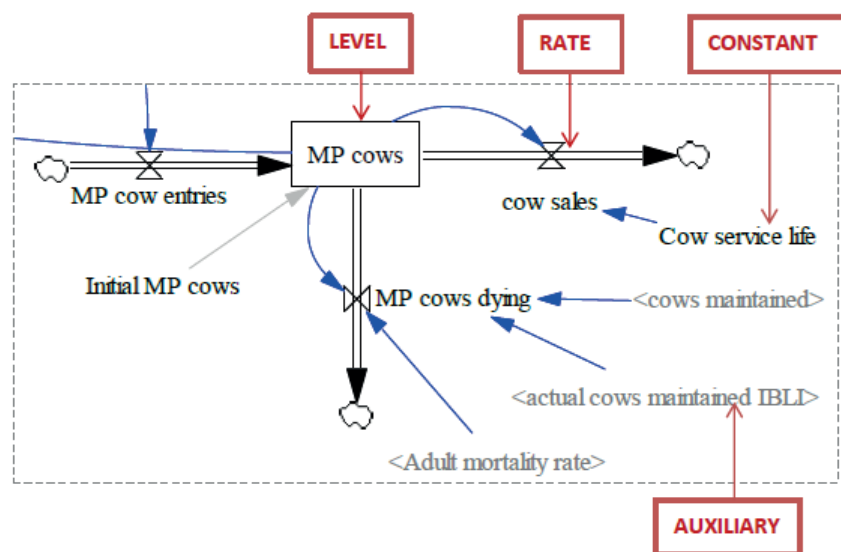 LEVEL
RATE
CONSTANT
MP cows
MP cow entries
cow sales
Cow service life
Initial MP cows
MP cows dying
<cows maintained>
<actual cows maintained IBLI>
<Adult mortality rate>
AUXILIARY